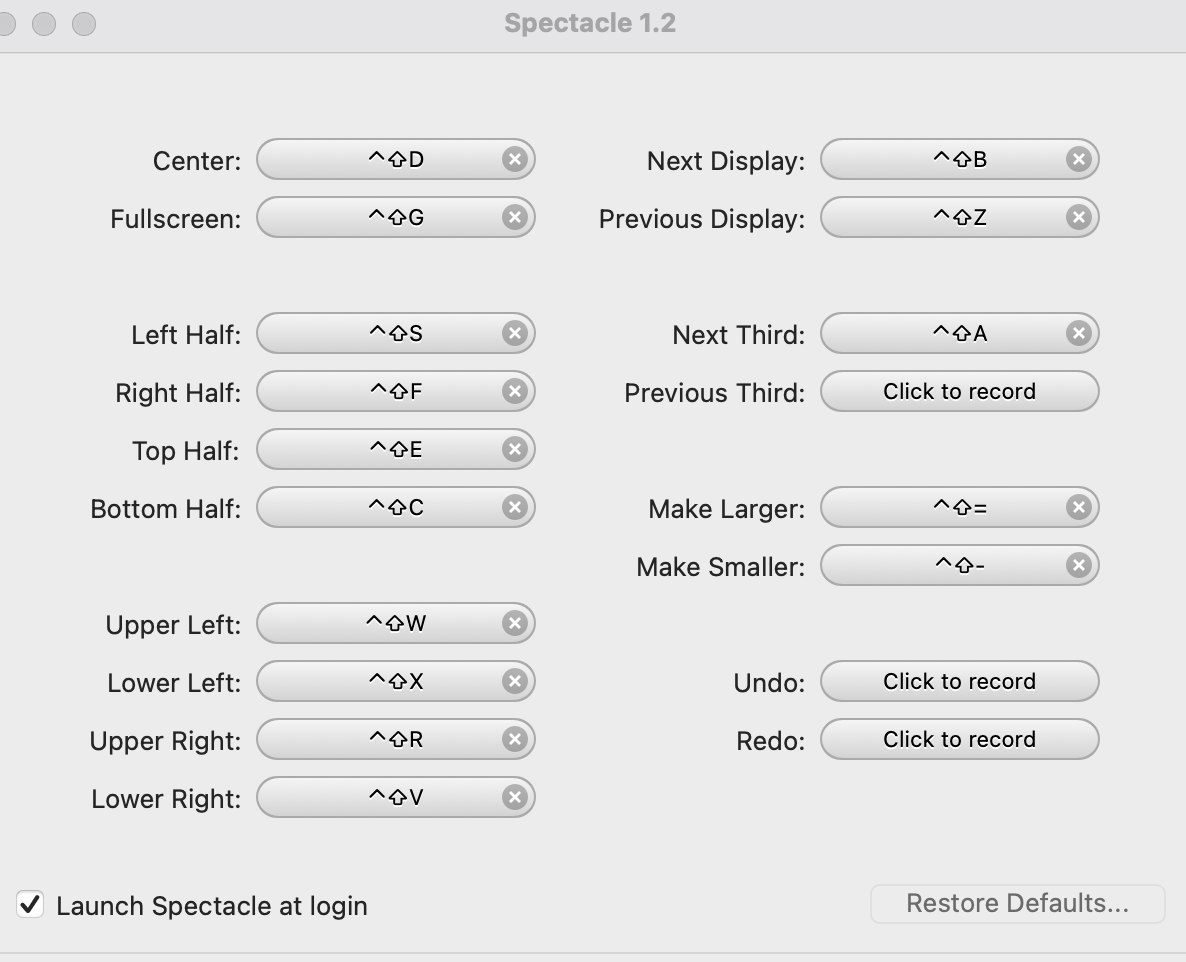 Spectacle 1.2
Center: ^⇧D
Next Display: ^⇧B
Fullscreen: ^⇧G
Previous Display: ^⇧Z
Left Half: ^⇧S
Next Third: ^⇧A
Right Half: ^⇧F
Previous Third: Click to record
Top Half: ^⇧E
Bottom Half: ^⇧C
Make Larger: ^⇧=
Make Smaller: ^⇧-
Upper Left: ^⇧W
Lower Left: ^⇧X
Undo: Click to record
Upper Right: ^⇧R
Redo: Click to record
Lower Right: ^⇧V
Launch Spectacle at login
Restore Defaults...